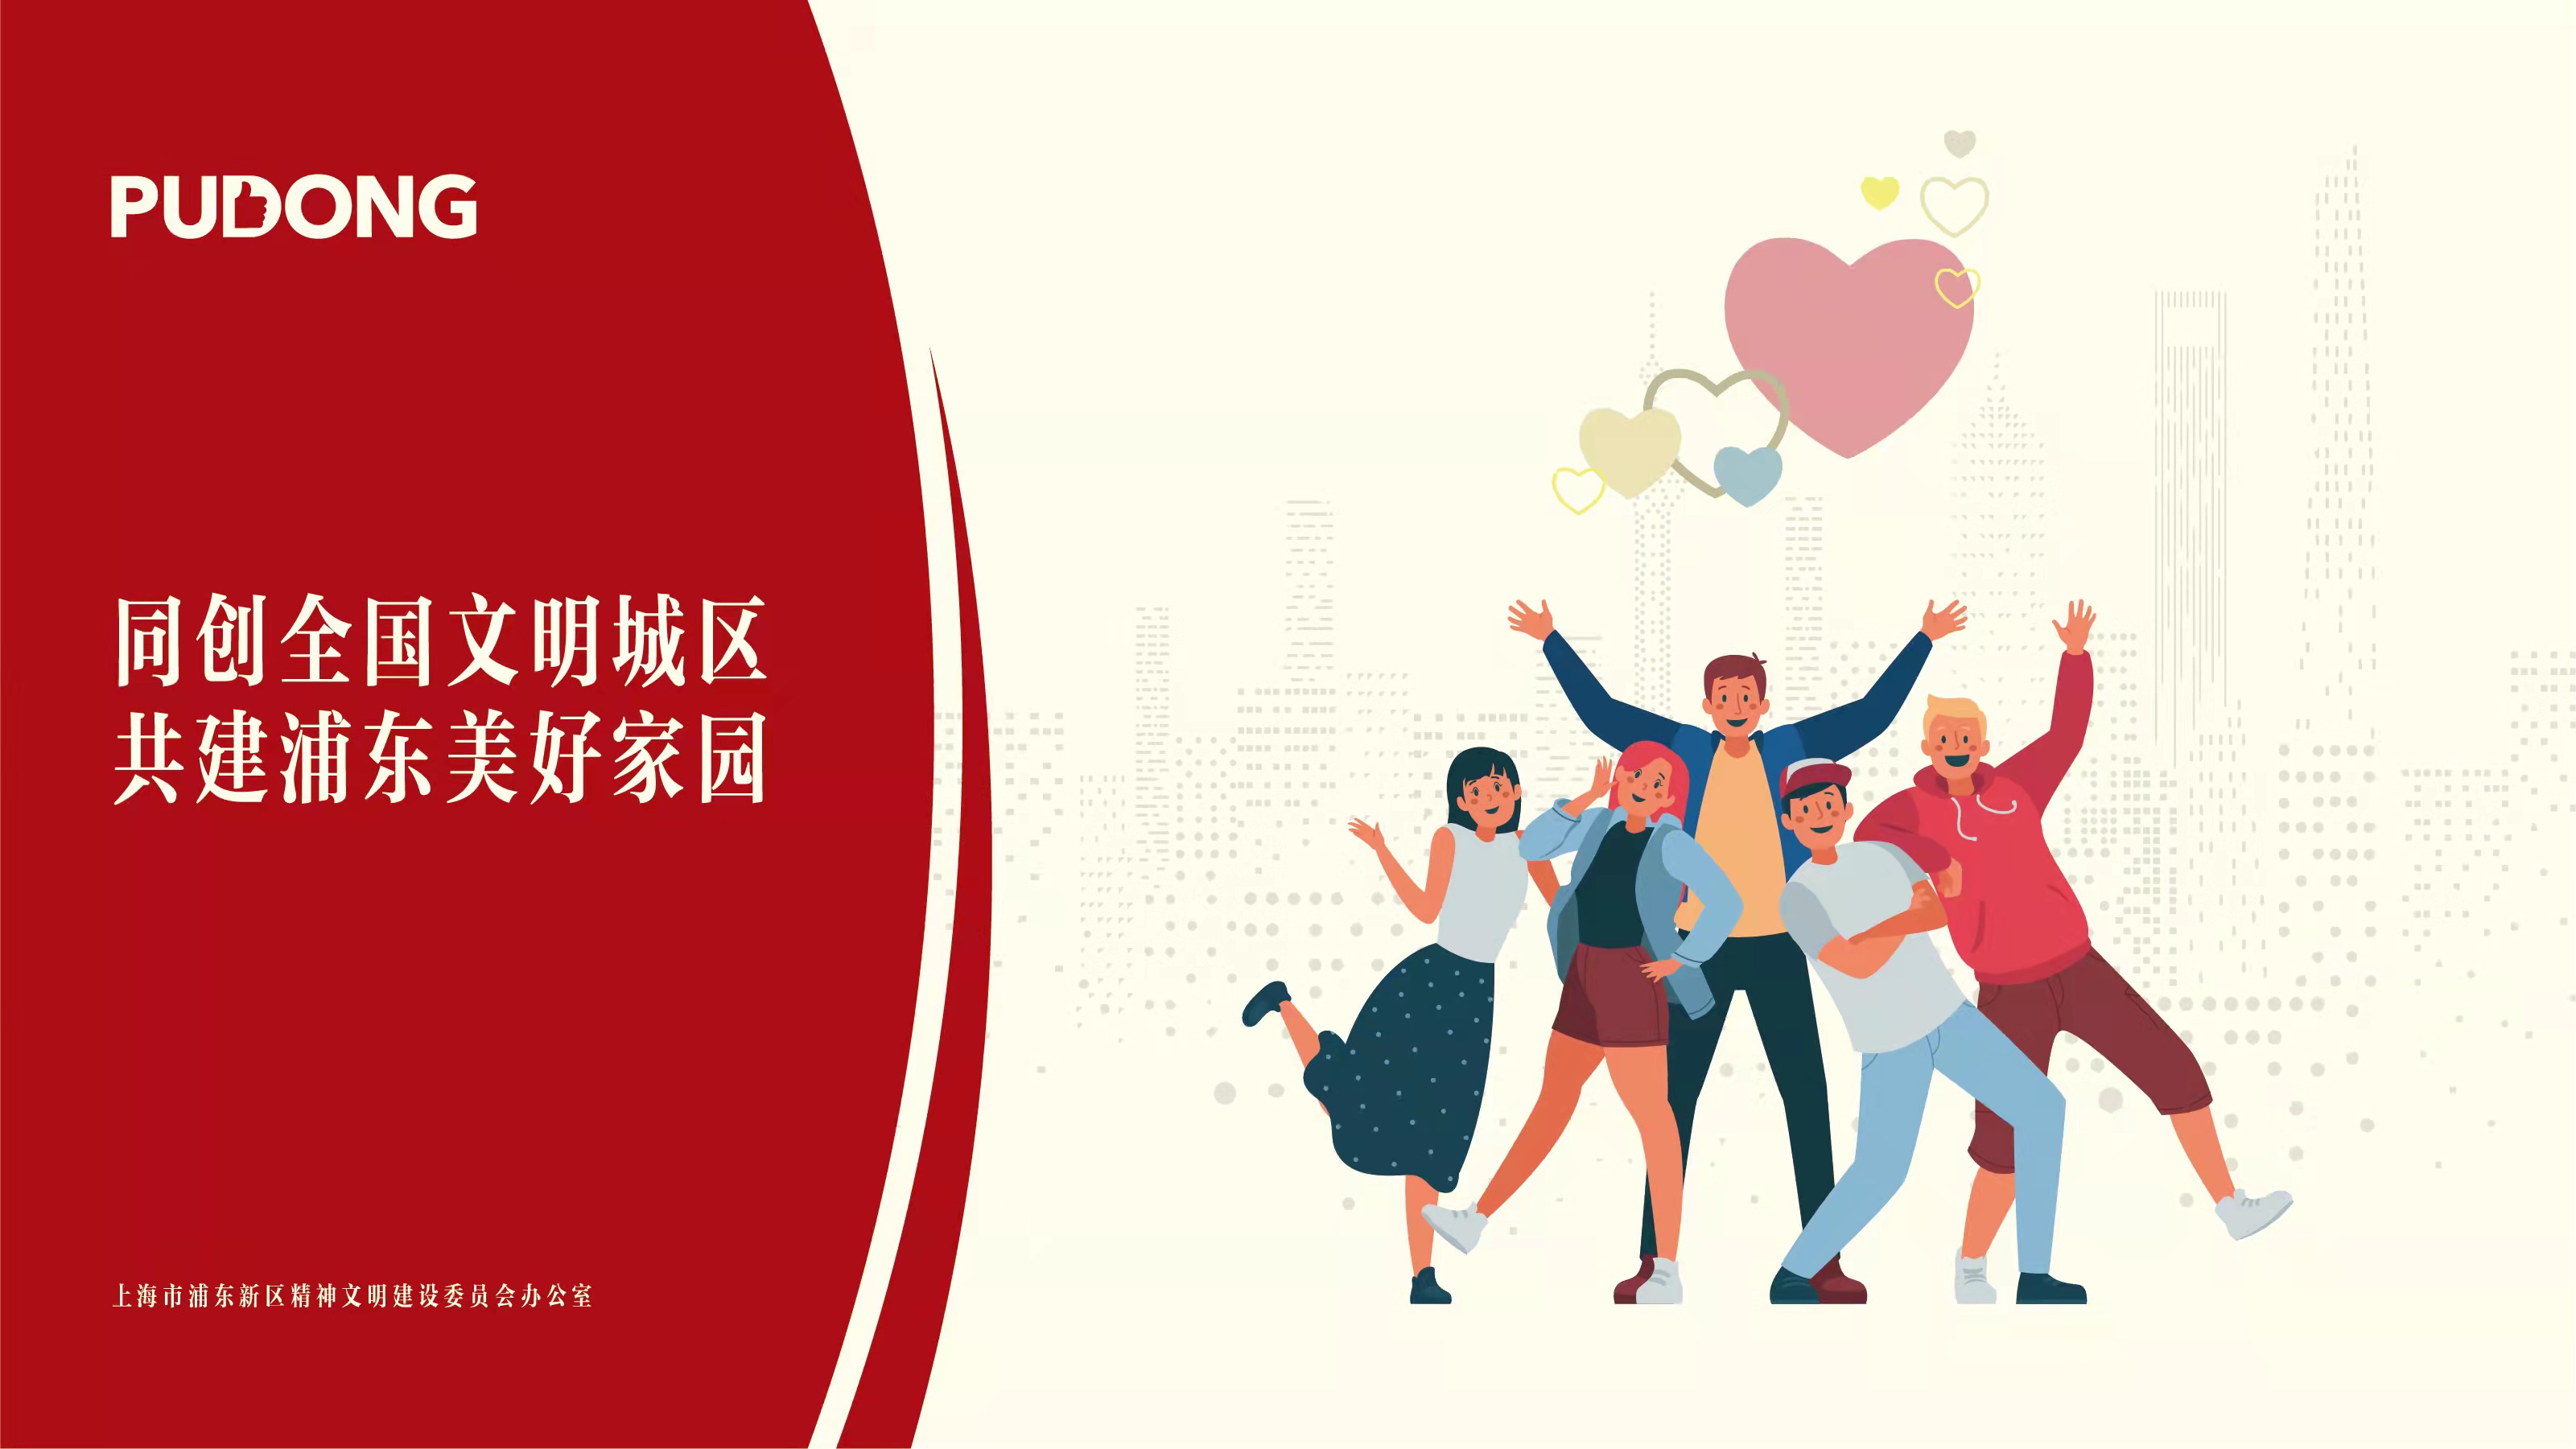 PUDONG
同创全国文明城区
共建浦东美好家园
上海市浦东新区精神文明建设委员会办公室